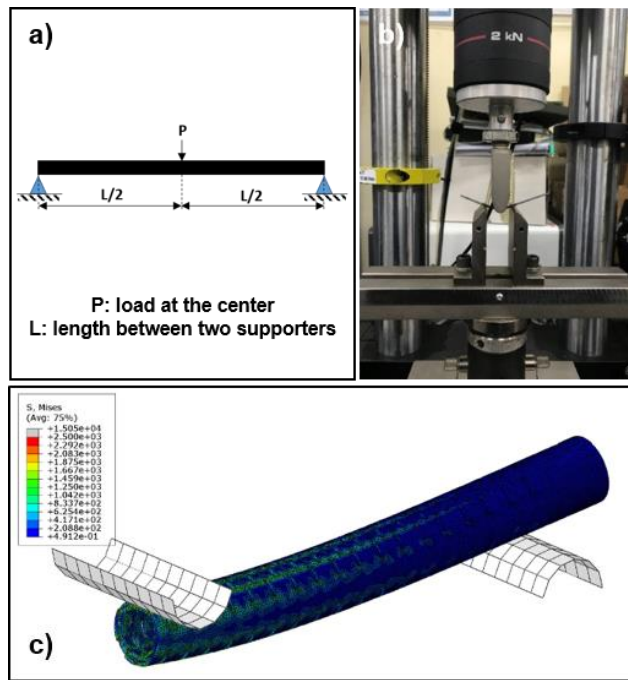 a)
P
L/2
L/2
P: load at the center
L: length between two supporters
b)
2 kN
S, Mises
(Avg: 75%)
+1.505e+04
+2.500e+03
+2.292e+03
+2.083e+03
+1.875e+03
+1.667e+03
+1.459e+03
+1.250e+03
+1.042e+03
+8.337e+02
+6.254e+02
+4.171e+02
+2.088e+02
+4.912e-01
c)